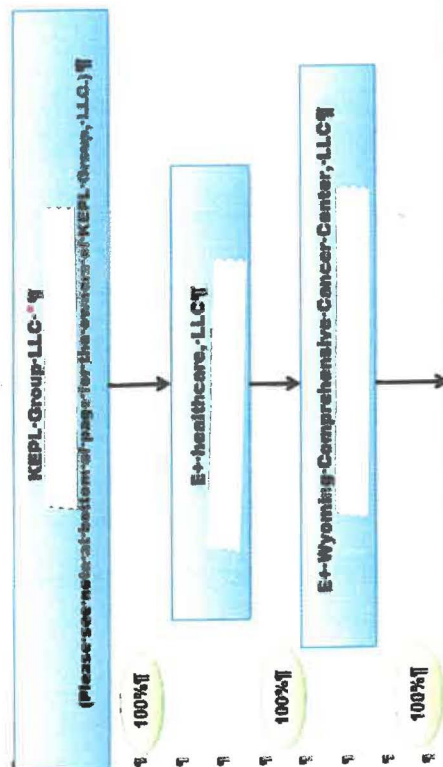 KEPL·Group·LLC·*¶
(Please·see·note·at·bottom·of·page·for·the·owners·of·KEPL·Group,·LLC.)¶
100%¶
¶
¶
E+·healthcare,·LLC¶
¶
¶
100%¶
¶
¶
E+·Wyoming·Comprehensive·Cancer·Center,·LLC¶
¶
¶
100%¶